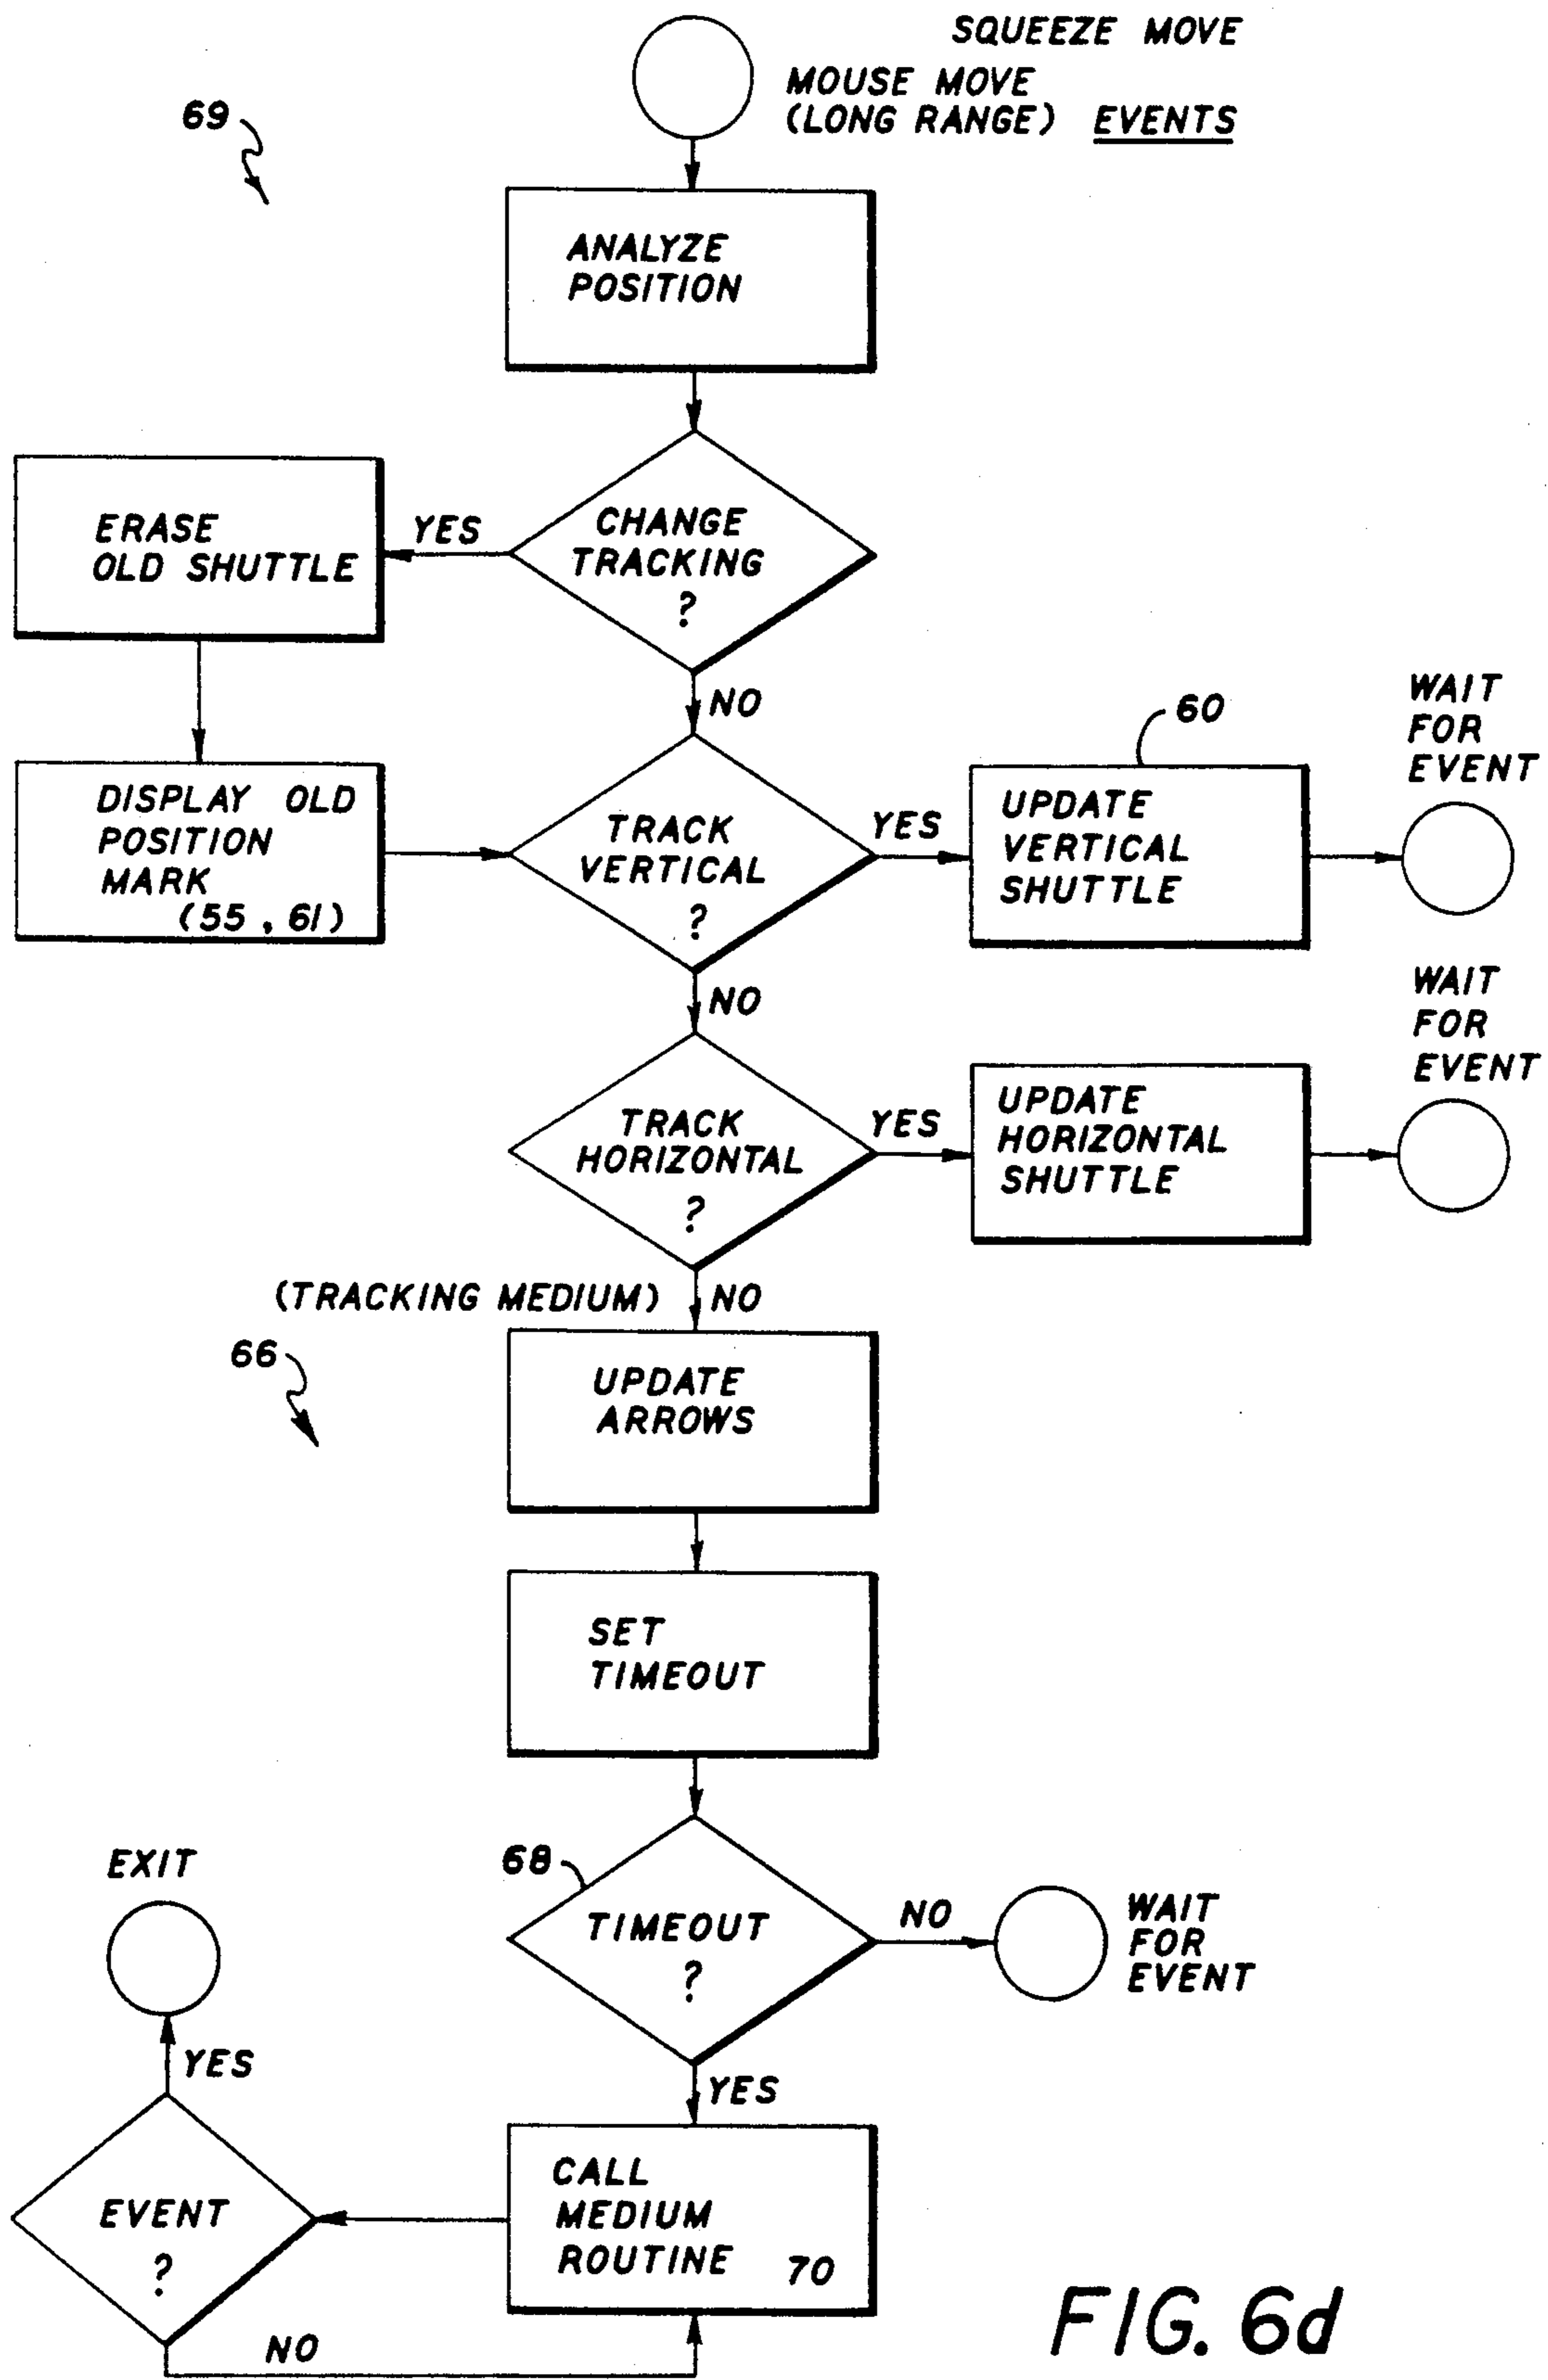 SQUEEZE MOVE
MOUSE MOVE
(LONG RANGE) EVENTS
69
ANALYZE
POSITION
CHANGE
TRACKING
?
YES
ERASE
OLD SHUTTLE
NO
DISPLAY OLD
POSITION
MARK
(55, 61)
TRACK
VERTICAL
?
YES
60
UPDATE
VERTICAL
SHUTTLE
WAIT
FOR
EVENT
NO
TRACK
HORIZONTAL
?
YES
UPDATE
HORIZONTAL
SHUTTLE
WAIT
FOR
EVENT
(TRACKING MEDIUM) NO
66
UPDATE
ARROWS
SET
TIMEOUT
68
TIMEOUT
?
NO
WAIT
FOR
EVENT
YES
CALL
MEDIUM
ROUTINE 70
EVENT
?
YES
EXIT
NO
FIG. 6d